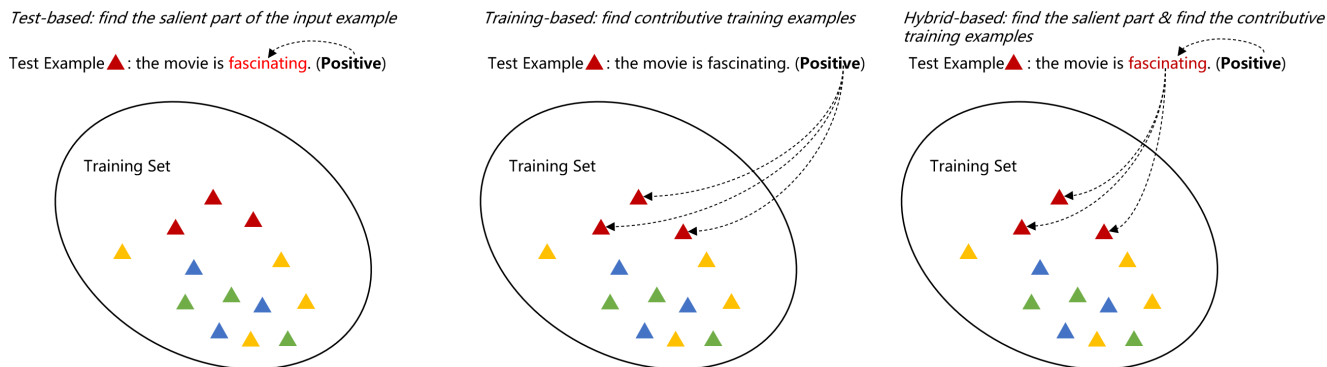 Test-based: find the salient part of the input example
Test Example : the movie is fascinating. (Positive)
Training Set
Training-based: find contributive training examples
Test Example : the movie is fascinating. (Positive)
Training Set
Hybrid-based: find the salient part & find the contributive
training examples
Test Example : the movie is fascinating. (Positive)
Training Set